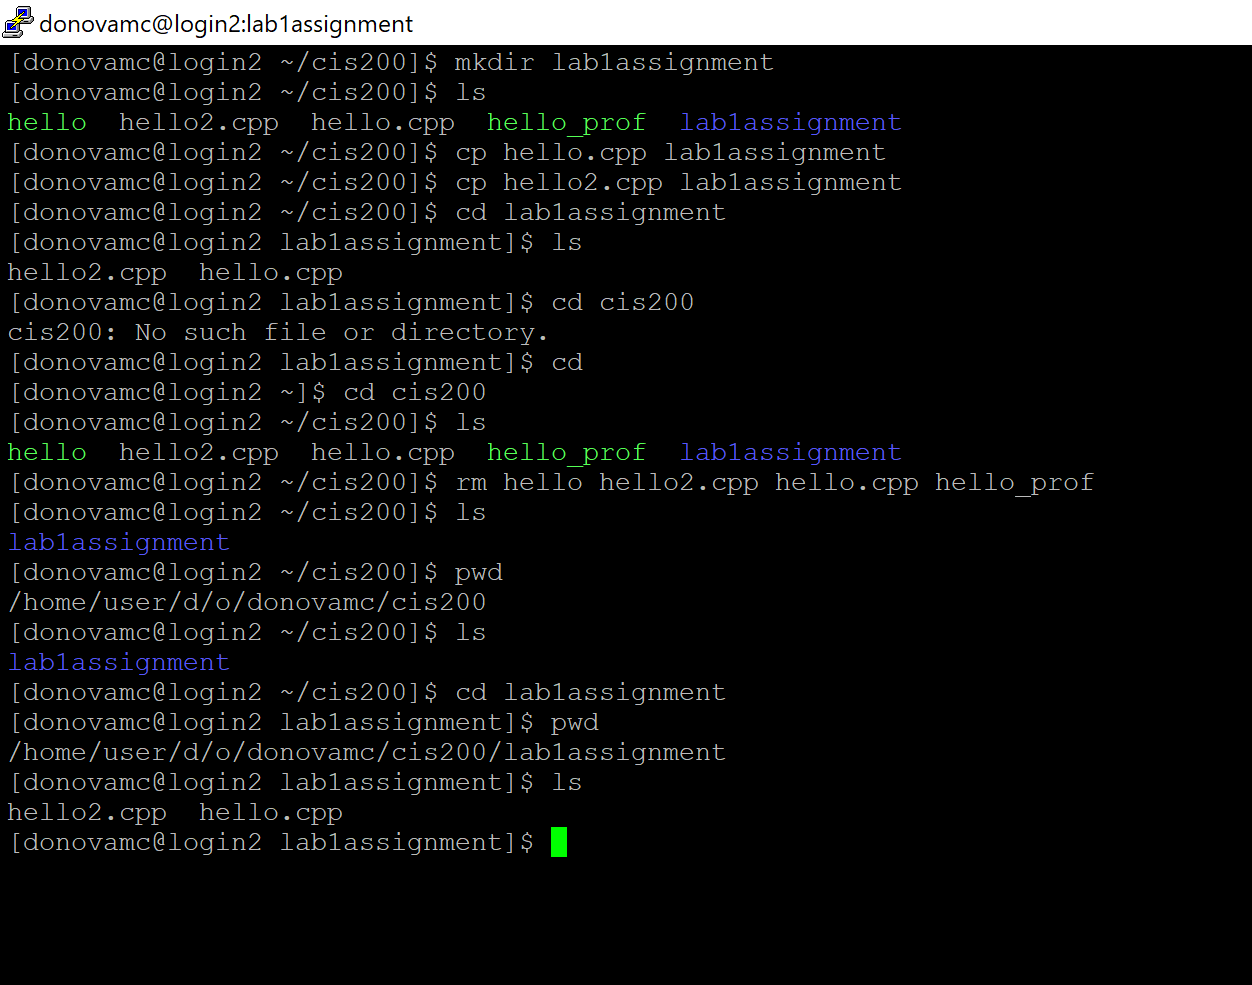 donovamc@login2:lab1assignment
[donovamc@login2 ~/cis200]$ mkdir lab1assignment
[donovamc@login2 ~/cis200]$ ls
hello  hello2.cpp  hello.cpp  hello_prof  lab1assignment
[donovamc@login2 ~/cis200]$ cp hello.cpp lab1assignment
[donovamc@login2 ~/cis200]$ cp hello2.cpp lab1assignment
[donovamc@login2 ~/cis200]$ cd lab1assignment
[donovamc@login2 lab1assignment]$ ls
hello2.cpp  hello.cpp
[donovamc@login2 lab1assignment]$ cd cis200
cis200: No such file or directory.
[donovamc@login2 lab1assignment]$ cd
[donovamc@login2 ~]$ cd cis200
[donovamc@login2 ~/cis200]$ ls
hello  hello2.cpp  hello.cpp  hello_prof  lab1assignment
[donovamc@login2 ~/cis200]$ rm hello hello2.cpp hello.cpp hello_prof
[donovamc@login2 ~/cis200]$ ls
lab1assignment
[donovamc@login2 ~/cis200]$ pwd
/home/user/d/o/donovamc/cis200
[donovamc@login2 ~/cis200]$ ls
lab1assignment
[donovamc@login2 ~/cis200]$ cd lab1assignment
[donovamc@login2 lab1assignment]$ pwd
/home/user/d/o/donovamc/cis200/lab1assignment
[donovamc@login2 lab1assignment]$ ls
hello2.cpp  hello.cpp
[donovamc@login2 lab1assignment]$